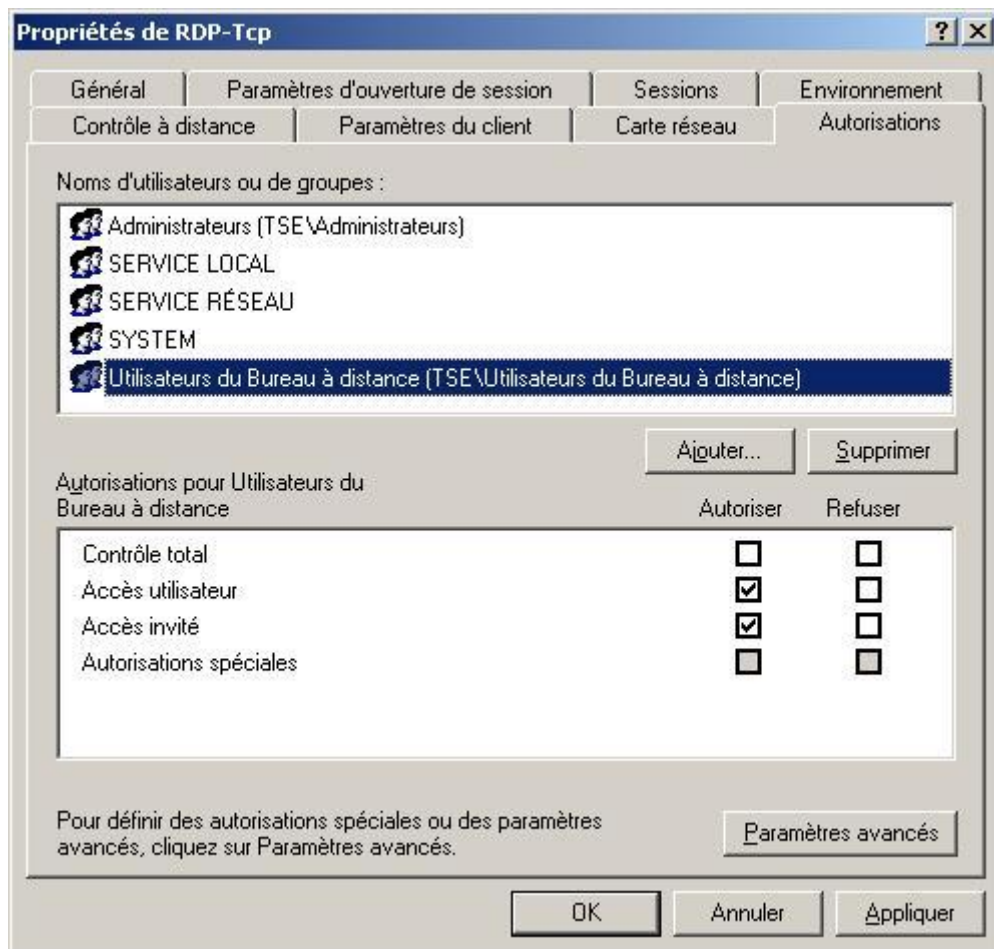 Propriétés de RDP-Tcp
Général
Paramètres d'ouverture de session
Sessions
Environnement
Contrôle à distance
Paramètres du client
Carte réseau
Autorisations
Noms d'utilisateurs ou de groupes :
Administrateurs (TSE\Administrateurs)
SERVICE LOCAL
SERVICE RÉSEAU
SYSTEM
Utilisateurs du Bureau à distance (TSE\Utilisateurs du Bureau à distance)
Ajouter...
Supprimer
Autorisations pour Utilisateurs du
Bureau à distance
Autoriser
Refuser
Contrôle total
Accès utilisateur
Accès invité
Autorisations spéciales
Pour définir des autorisations spéciales ou des paramètres
avancés, cliquez sur Paramètres avancés.
Paramètres avancés
OK
Annuler
Appliquer